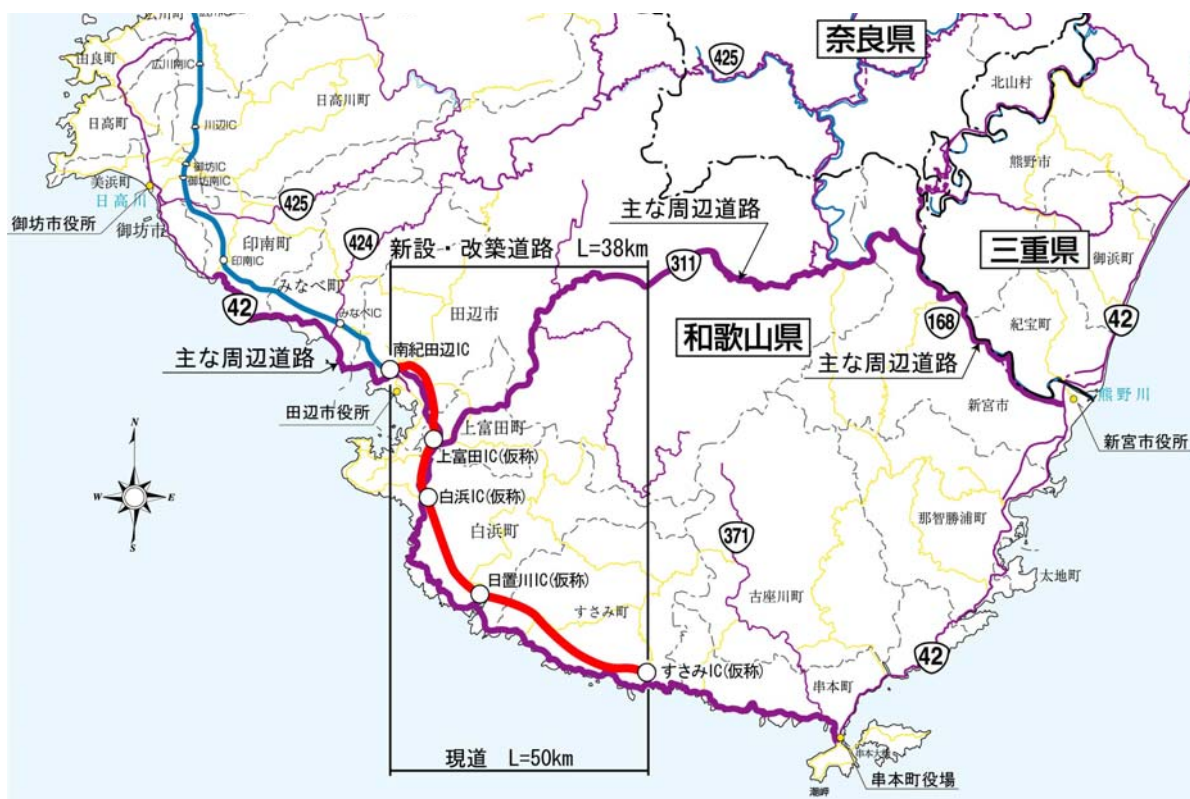 広川町
奈良県
由良町
広川南IC
425
北山村
日高川町
日高町
川辺IC
熊野市
御坊IC
御坊南IC
美浜町
日高川
御坊市役所
御坊市
425
主な周辺道路
印南町
424
新設・改築道路 L=38km
三重県
御浜町
印南IC
311
みなべ町
42
田辺市
168
紀宝町
42
みなべIC
和歌山県
南紀田辺IC
主な周辺道路
主な周辺道路
熊野川
田辺市役所
新宮市
上富田町
新宮市役所
上富田IC(仮称)
N
W
E
S
白浜IC(仮称)
那智勝浦町
白浜町
371
太地町
日置川IC(仮称)
古座川町
すさみ町
42
すさみIC(仮称)
串本町
現道 L=50km
串本大島
串本町役場
潮岬